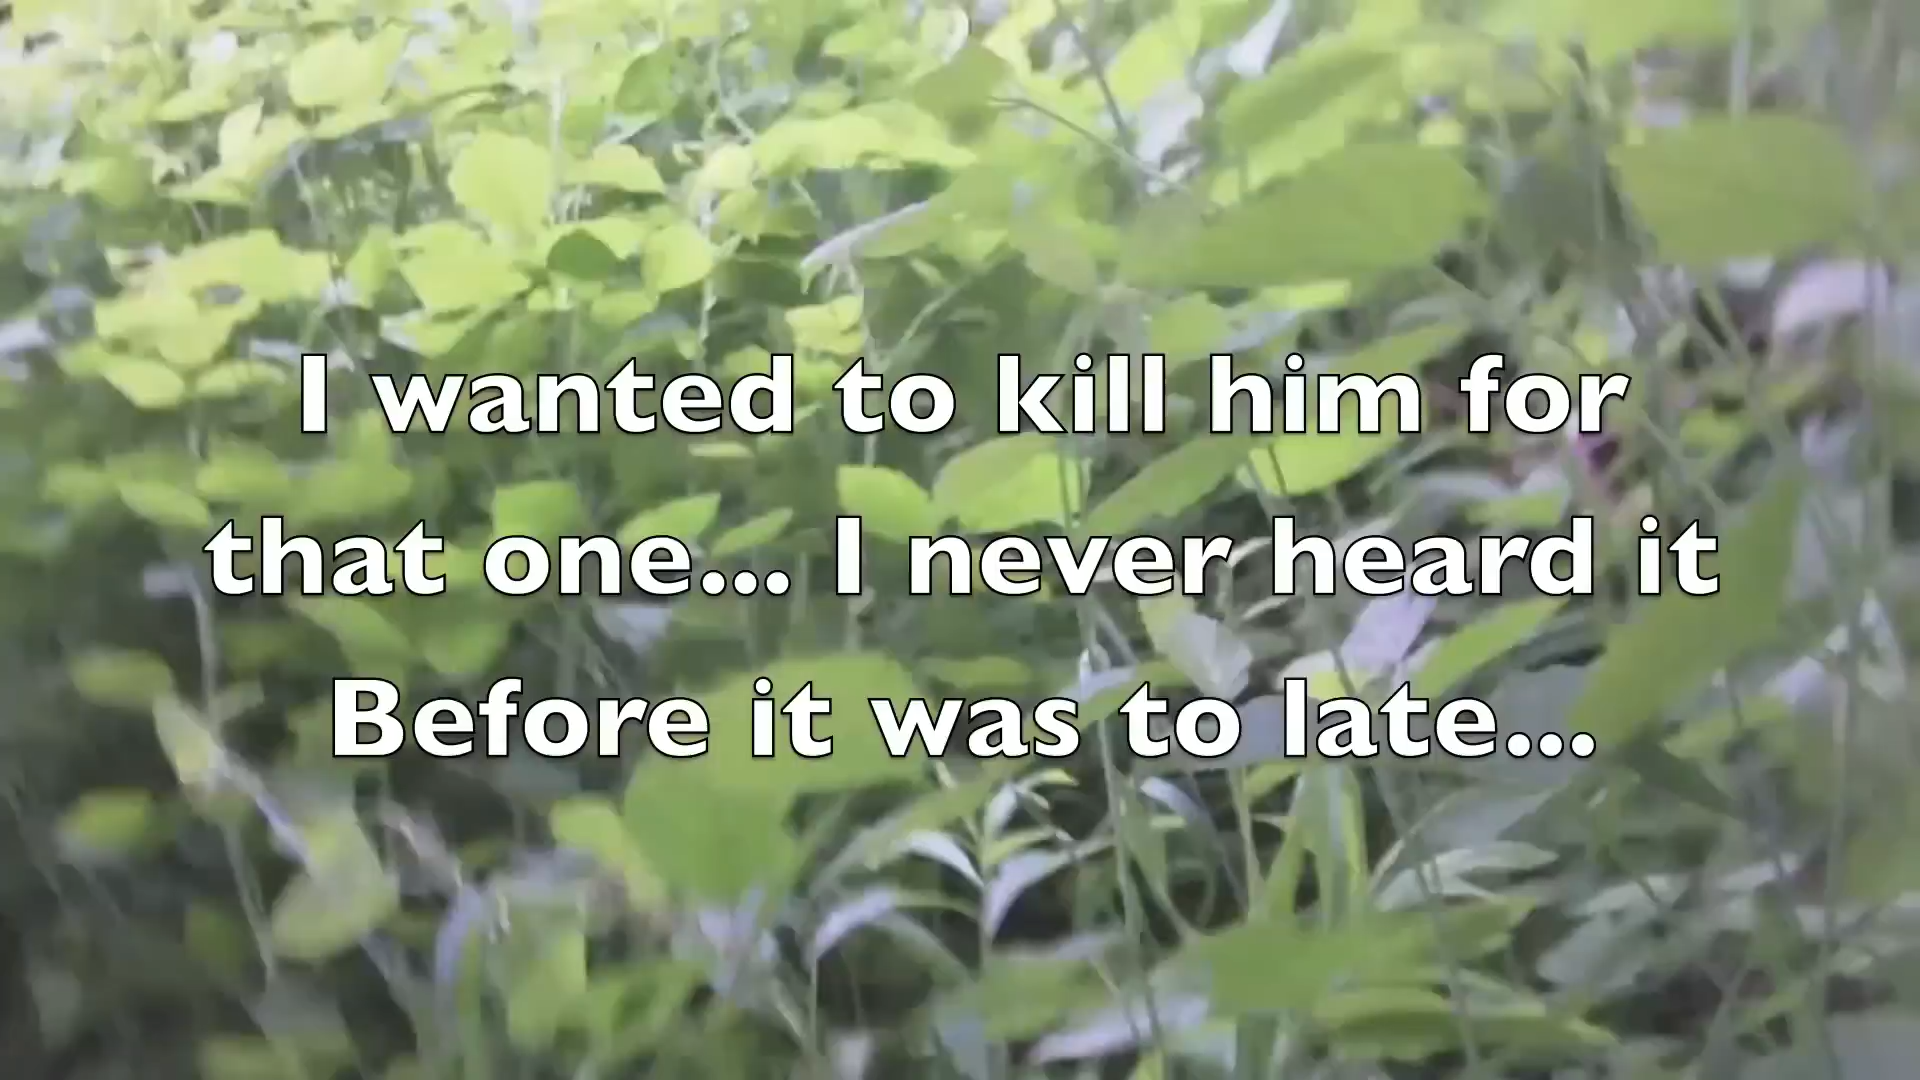 I wanted to kill him for
that one... I never heard it
Before it was to late...